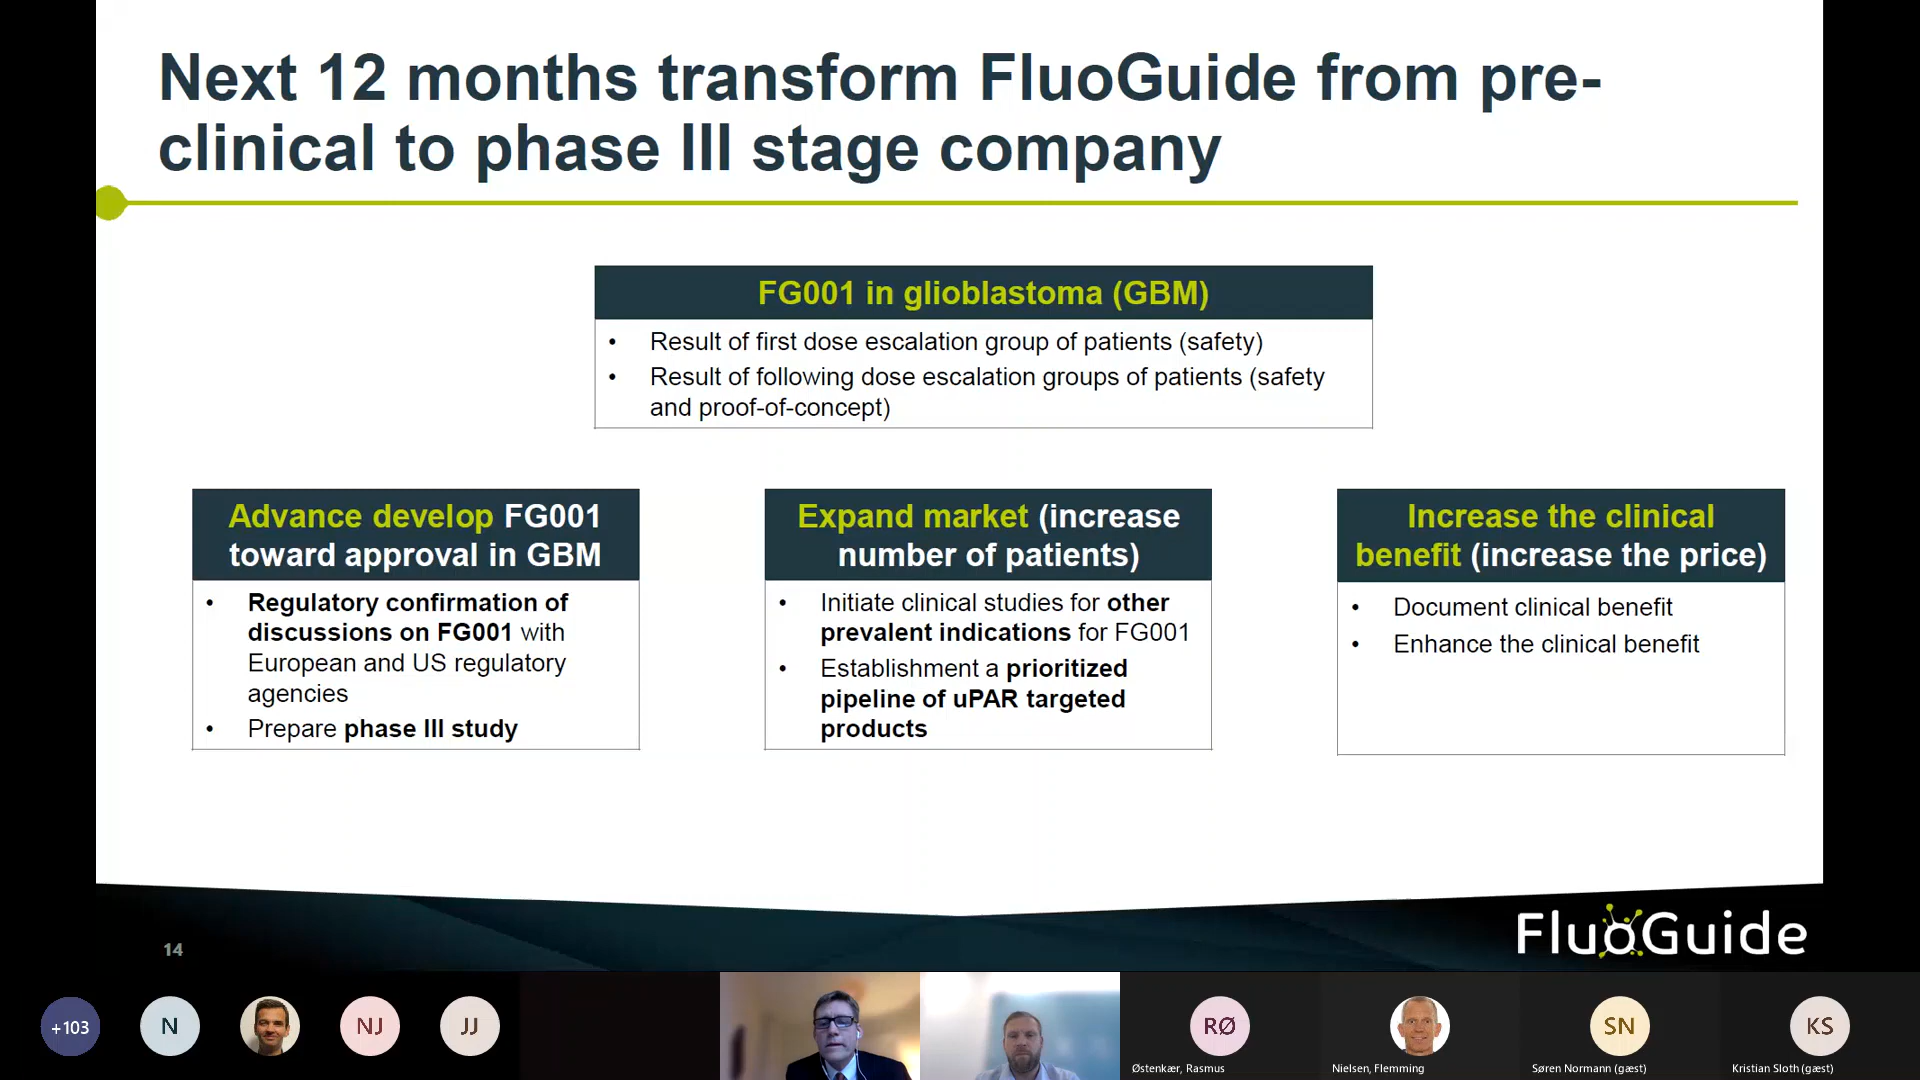 Next 12 months transform FluoGuide from pre-
clinical to phase III stage company
FG001 in glioblastoma (GBM)
• Result of first dose escalation group of patients (safety)
• Result of following dose escalation groups of patients (safety
and proof-of-concept)
Advance develop FG001
toward approval in GBM
• Regulatory confirmation of
discussions on FG001 with
European and US regulatory
agencies
• Prepare phase III study
Expand market (increase
number of patients)
• Initiate clinical studies for other
prevalent indications for FG001
• Establishment a prioritized
pipeline of uPAR targeted
products
Increase the clinical
benefit (increase the price)
• Document clinical benefit
• Enhance the clinical benefit
14
FluoGuide
+103
N
NJ
JJ
RØ
Østenkær, Rasmus
Nielsen, Flemming
SN
Søren Normann (gæst)
KS
Kristian Sloth (gæst)